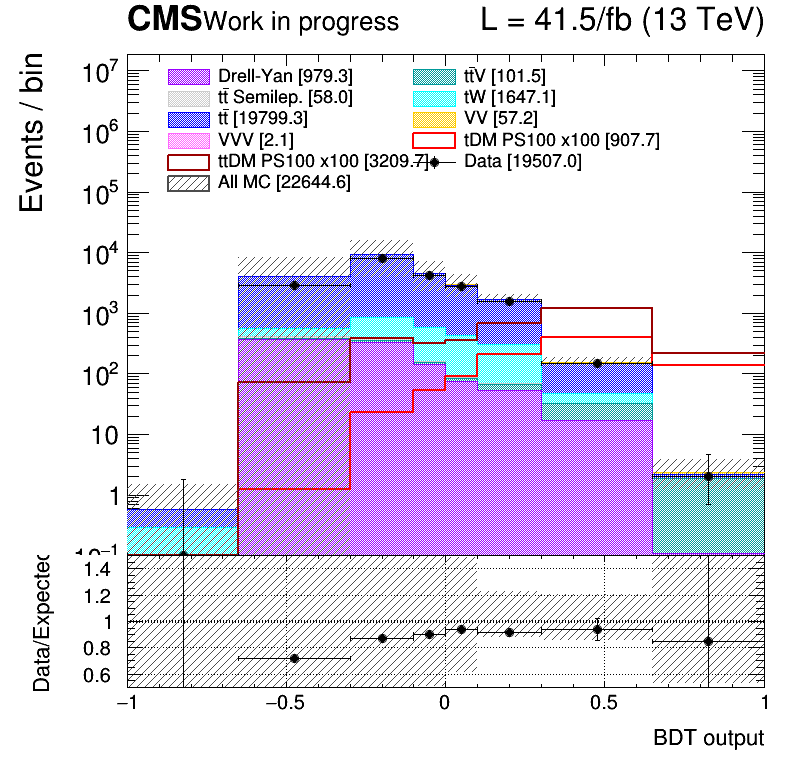 CMS Work in progress L = 41.5/fb (13 TeV)
Events / bin
10⁷
10⁶
10⁵
10⁴
10³
10²
10
1
10⁻¹
Drell-Yan [979.3]
tt̄V [101.5]
tt̄ Semilep. [58.0]
tW [1647.1]
tt̄ [19799.3]
VV [57.2]
VVV [2.1]
tDM PS100 x100 [907.7]
ttDM PS100 x100 [3209.7]
Data [19507.0]
All MC [22644.6]
Data/Expected
1.4
1.2
1
0.8
0.6
−1 −0.5 0 0.5 1
BDT output